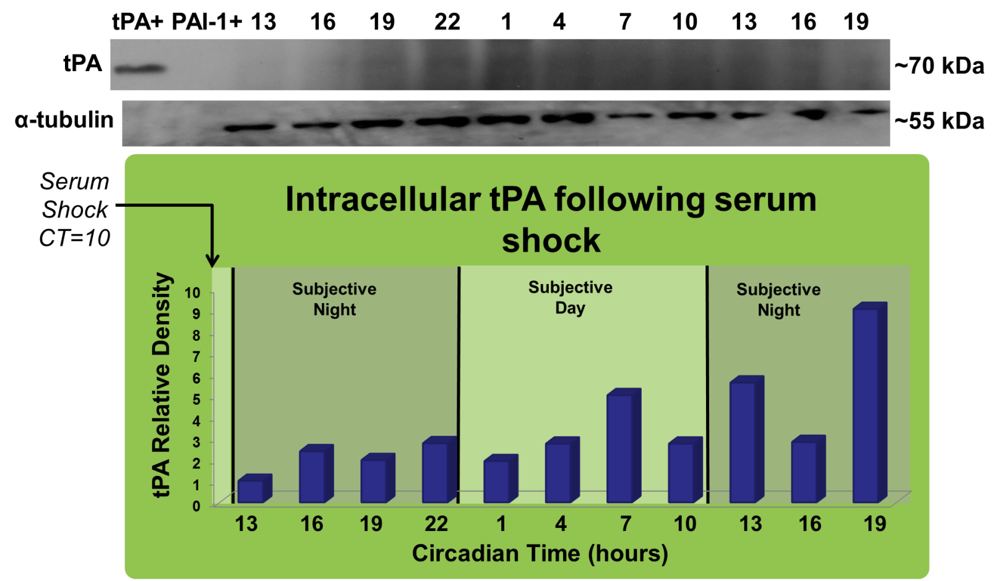 tPA+ PAI-1+ 13 16 19 22 1 4 7 10 13 16 19
tPA
~70 kDa
α-tubulin
~55 kDa
Serum
Shock
CT=10
Intracellular tPA following serum
shock
tPA Relative Density
10
9
8
7
6
5
4
3
2
1
0
Subjective
Night
Subjective
Day
Subjective
Night
13 16 19 22 1 4 7 10 13 16 19
Circadian Time (hours)